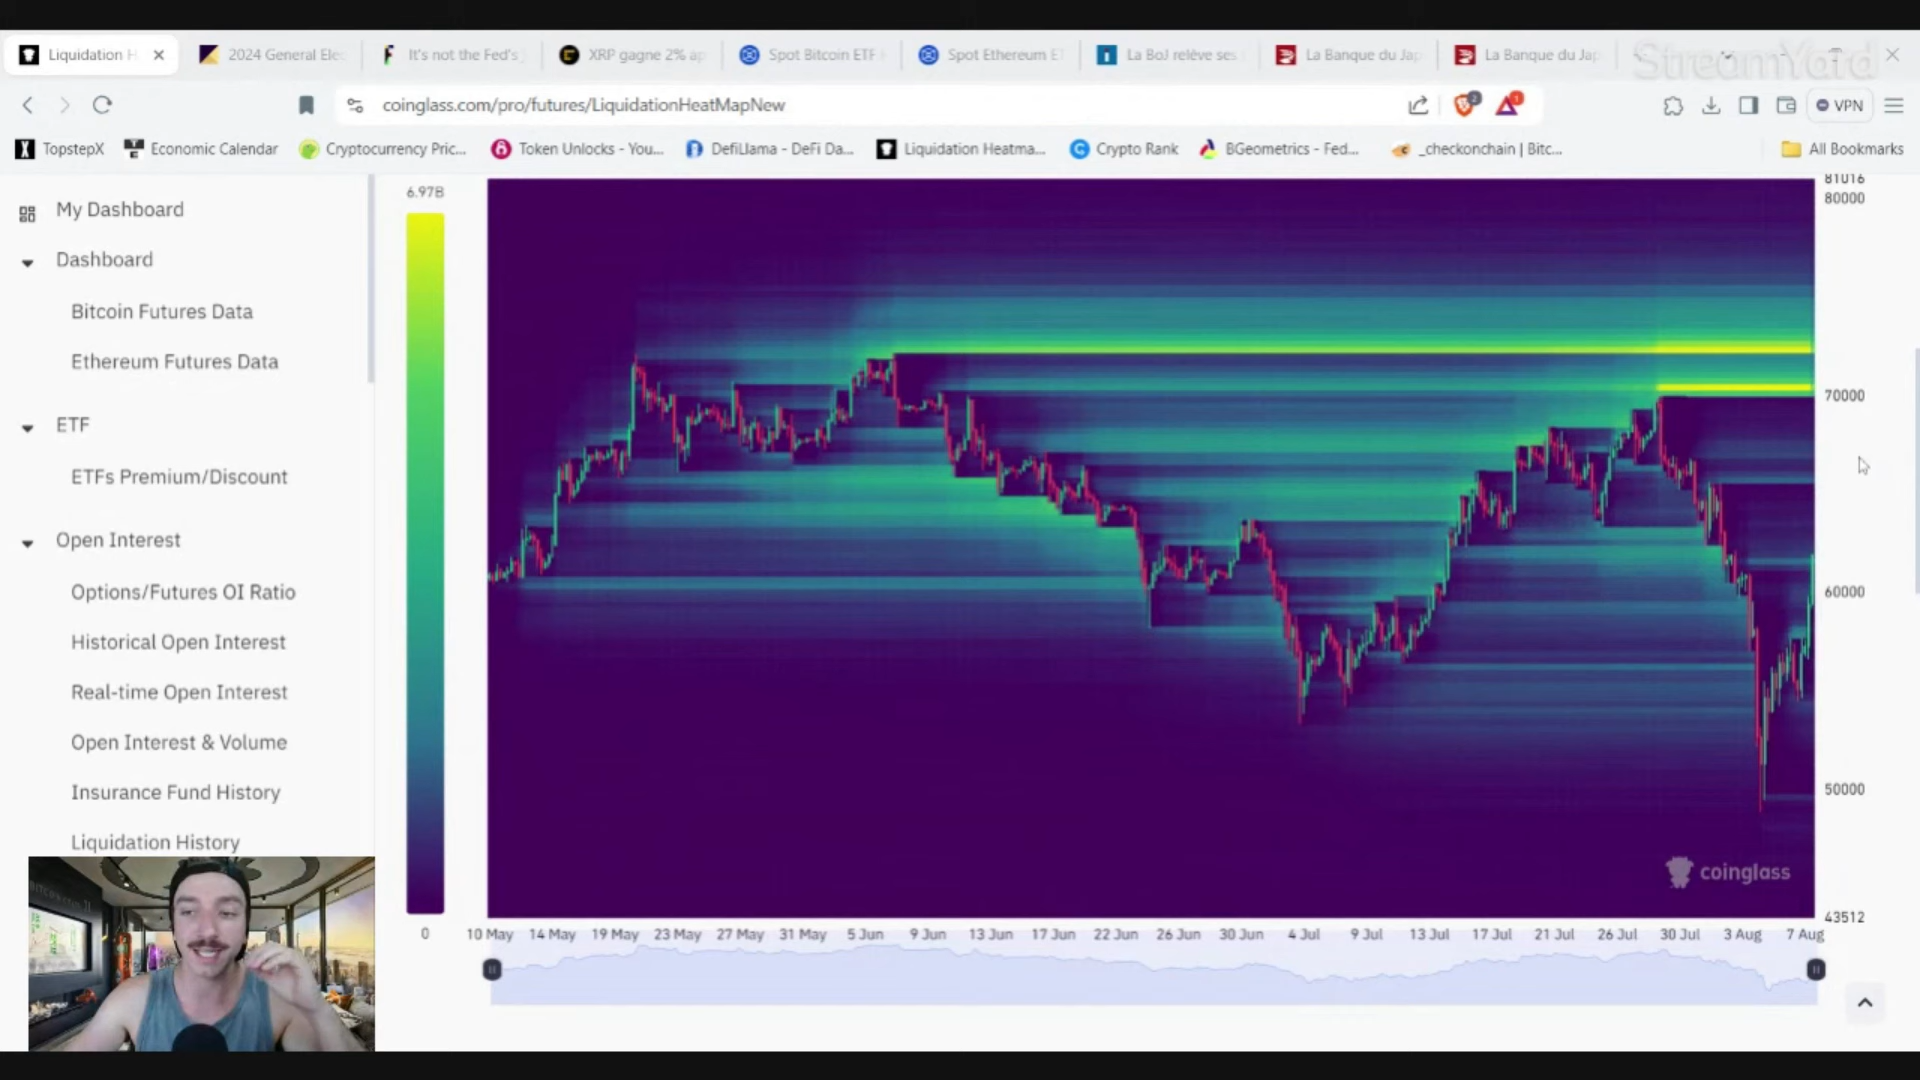 StreamYard
Liquidation H
2024 General Elec
It's not the Fed's j
XRP gagne 2% ap
Spot Bitcoin ETF
Spot Ethereum ET
La BoJ relève ses
La Banque du Jap
La Banque du Jap
coinglass.com/pro/futures/LiquidationHeatMapNew
2
1
VPN
TopstepX
Economic Calendar
Cryptocurrency Pric...
Token Unlocks - You...
DefiLlama - DeFi Da...
Liquidation Heatma...
Crypto Rank
BGeometrics - Fed...
_checkonchain | Bitc...
All Bookmarks
My Dashboard
Dashboard
Bitcoin Futures Data
Ethereum Futures Data
ETF
ETFs Premium/Discount
Open Interest
Options/Futures OI Ratio
Historical Open Interest
Real-time Open Interest
Open Interest & Volume
Insurance Fund History
Liquidation History
6.97B
0
81016
80000
70000
60000
50000
43512
coinglass
10 May 14 May 19 May 23 May 27 May 31 May 5 Jun 9 Jun 13 Jun 17 Jun 22 Jun 26 Jun 30 Jun 4 Jul 9 Jul 13 Jul 17 Jul 21 Jul 26 Jul 30 Jul 3 Aug 7 Aug